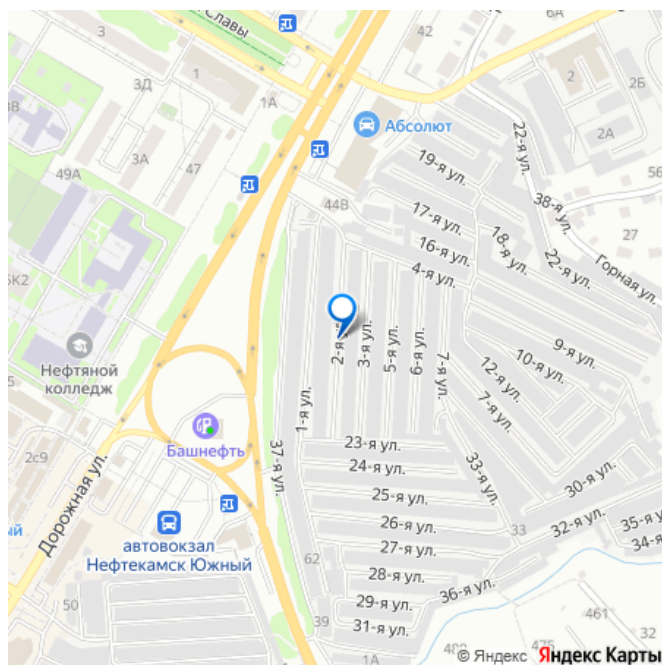 Славы
42
6А
3
1
3Д
1А
2
2Б
2А
Абсолют
22-я ул.
3А
47
49А
19-я ул.
56
44В
17-я ул.
38-я ул.
27
18-я ул.
16-я ул.
4-я ул.
22-я ул.
Горная ул.
2-я
3-я ул.
5-я ул.
6-я ул.
7-я ул.
9-я ул.
10-я ул.
12-я ул.
7-я ул.
Нефтяной
колледж
1-я ул.
Башнефть
2с9
Дорожная ул.
37-я ул.
23-я ул.
24-я ул.
33-я ул.
25-я ул.
30-я ул.
26-я ул.
33
32-я ул.
35-я ул.
34-я
автовокзал
Нефтекамск Южный
27-я ул.
62
28-я ул.
36-я ул.
29-я ул.
50
39
31-я ул.
461
32
1А
© Яндекс Яндекс Карты